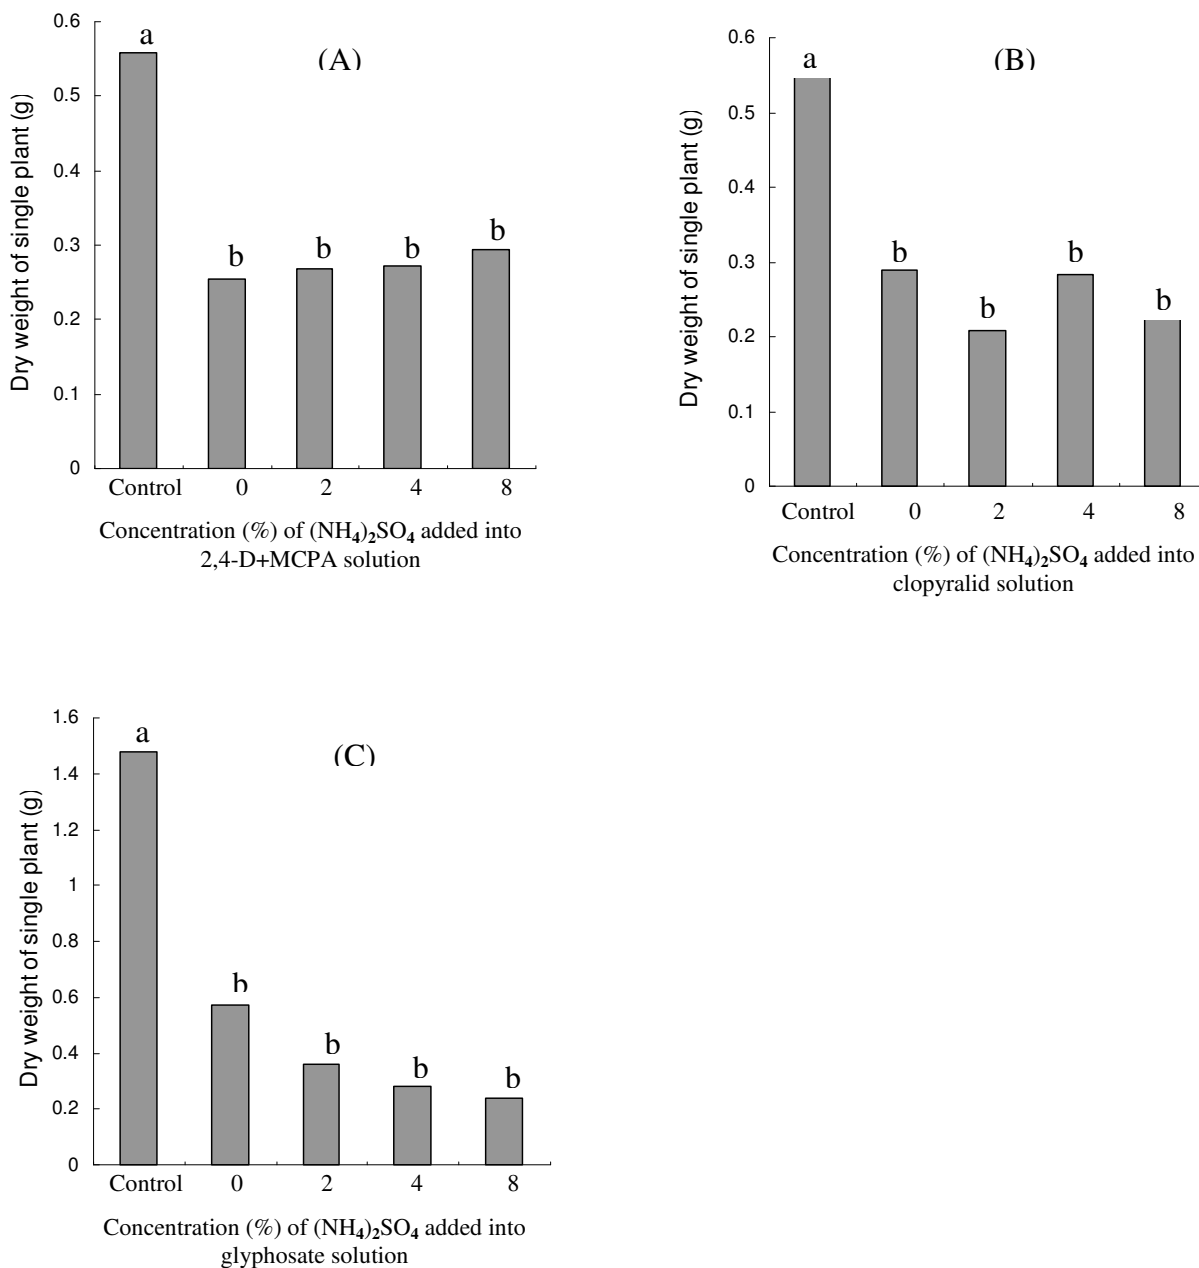 (A)
Dry weight of single plant (g)
0.6
0.5
0.4
0.3
0.2
0.1
0
a
b
b
b
b
Control 0 2 4 8
Concentration (%) of (NH₄)₂SO₄ added into
2,4-D+MCPA solution
(B)
Dry weight of single plant (g)
0.6
0.5
0.4
0.3
0.2
0.1
0
a
b
b
b
b
Control 0 2 4 8
Concentration (%) of (NH₄)₂SO₄ added into
clopyralid solution
(C)
Dry weight of single plant (g)
1.6
1.4
1.2
1
0.8
0.6
0.4
0.2
0
a
b
b
b
b
Control 0 2 4 8
Concentration (%) of (NH₄)₂SO₄ added into
glyphosate solution